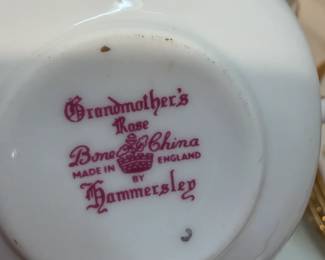 Grandmother's
Rose
Bone China
MADE IN ENGLAND
BY
Hammersley